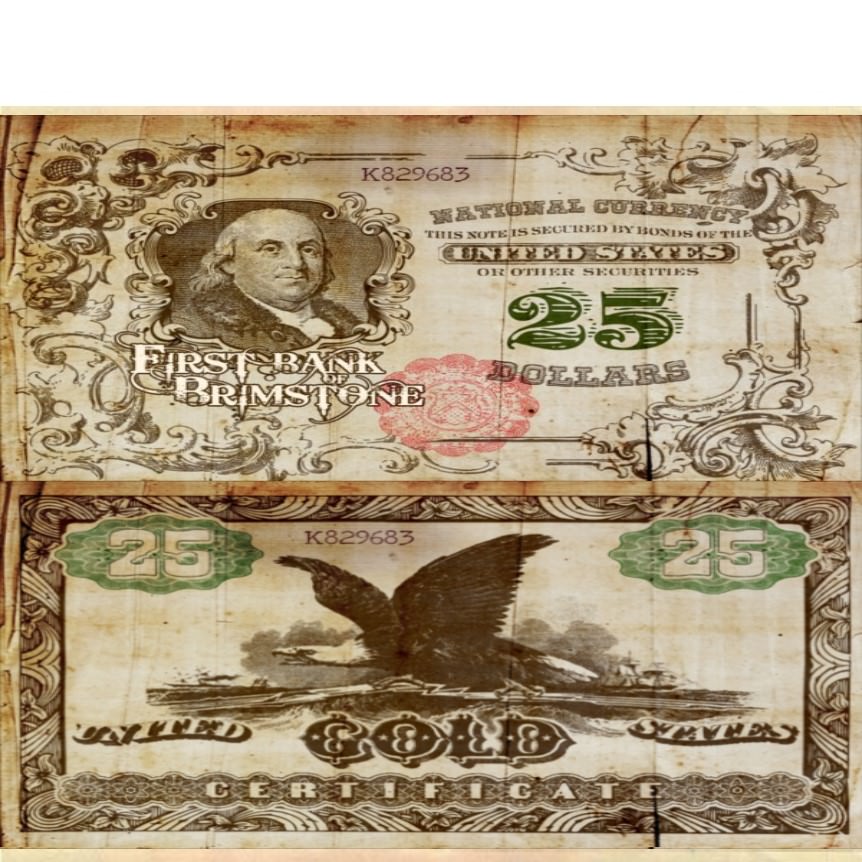 K829683
NATIONAL CURRENCY
THIS NOTE IS SECURED BY BONDS OF THE
UNITED STATES
OR OTHER SECURITIES
25
DOLLARS
FIRST BANK
OF
BRIMSTONE
25
K829683
25
UNITED GOLD STATES
CERTIFICATE